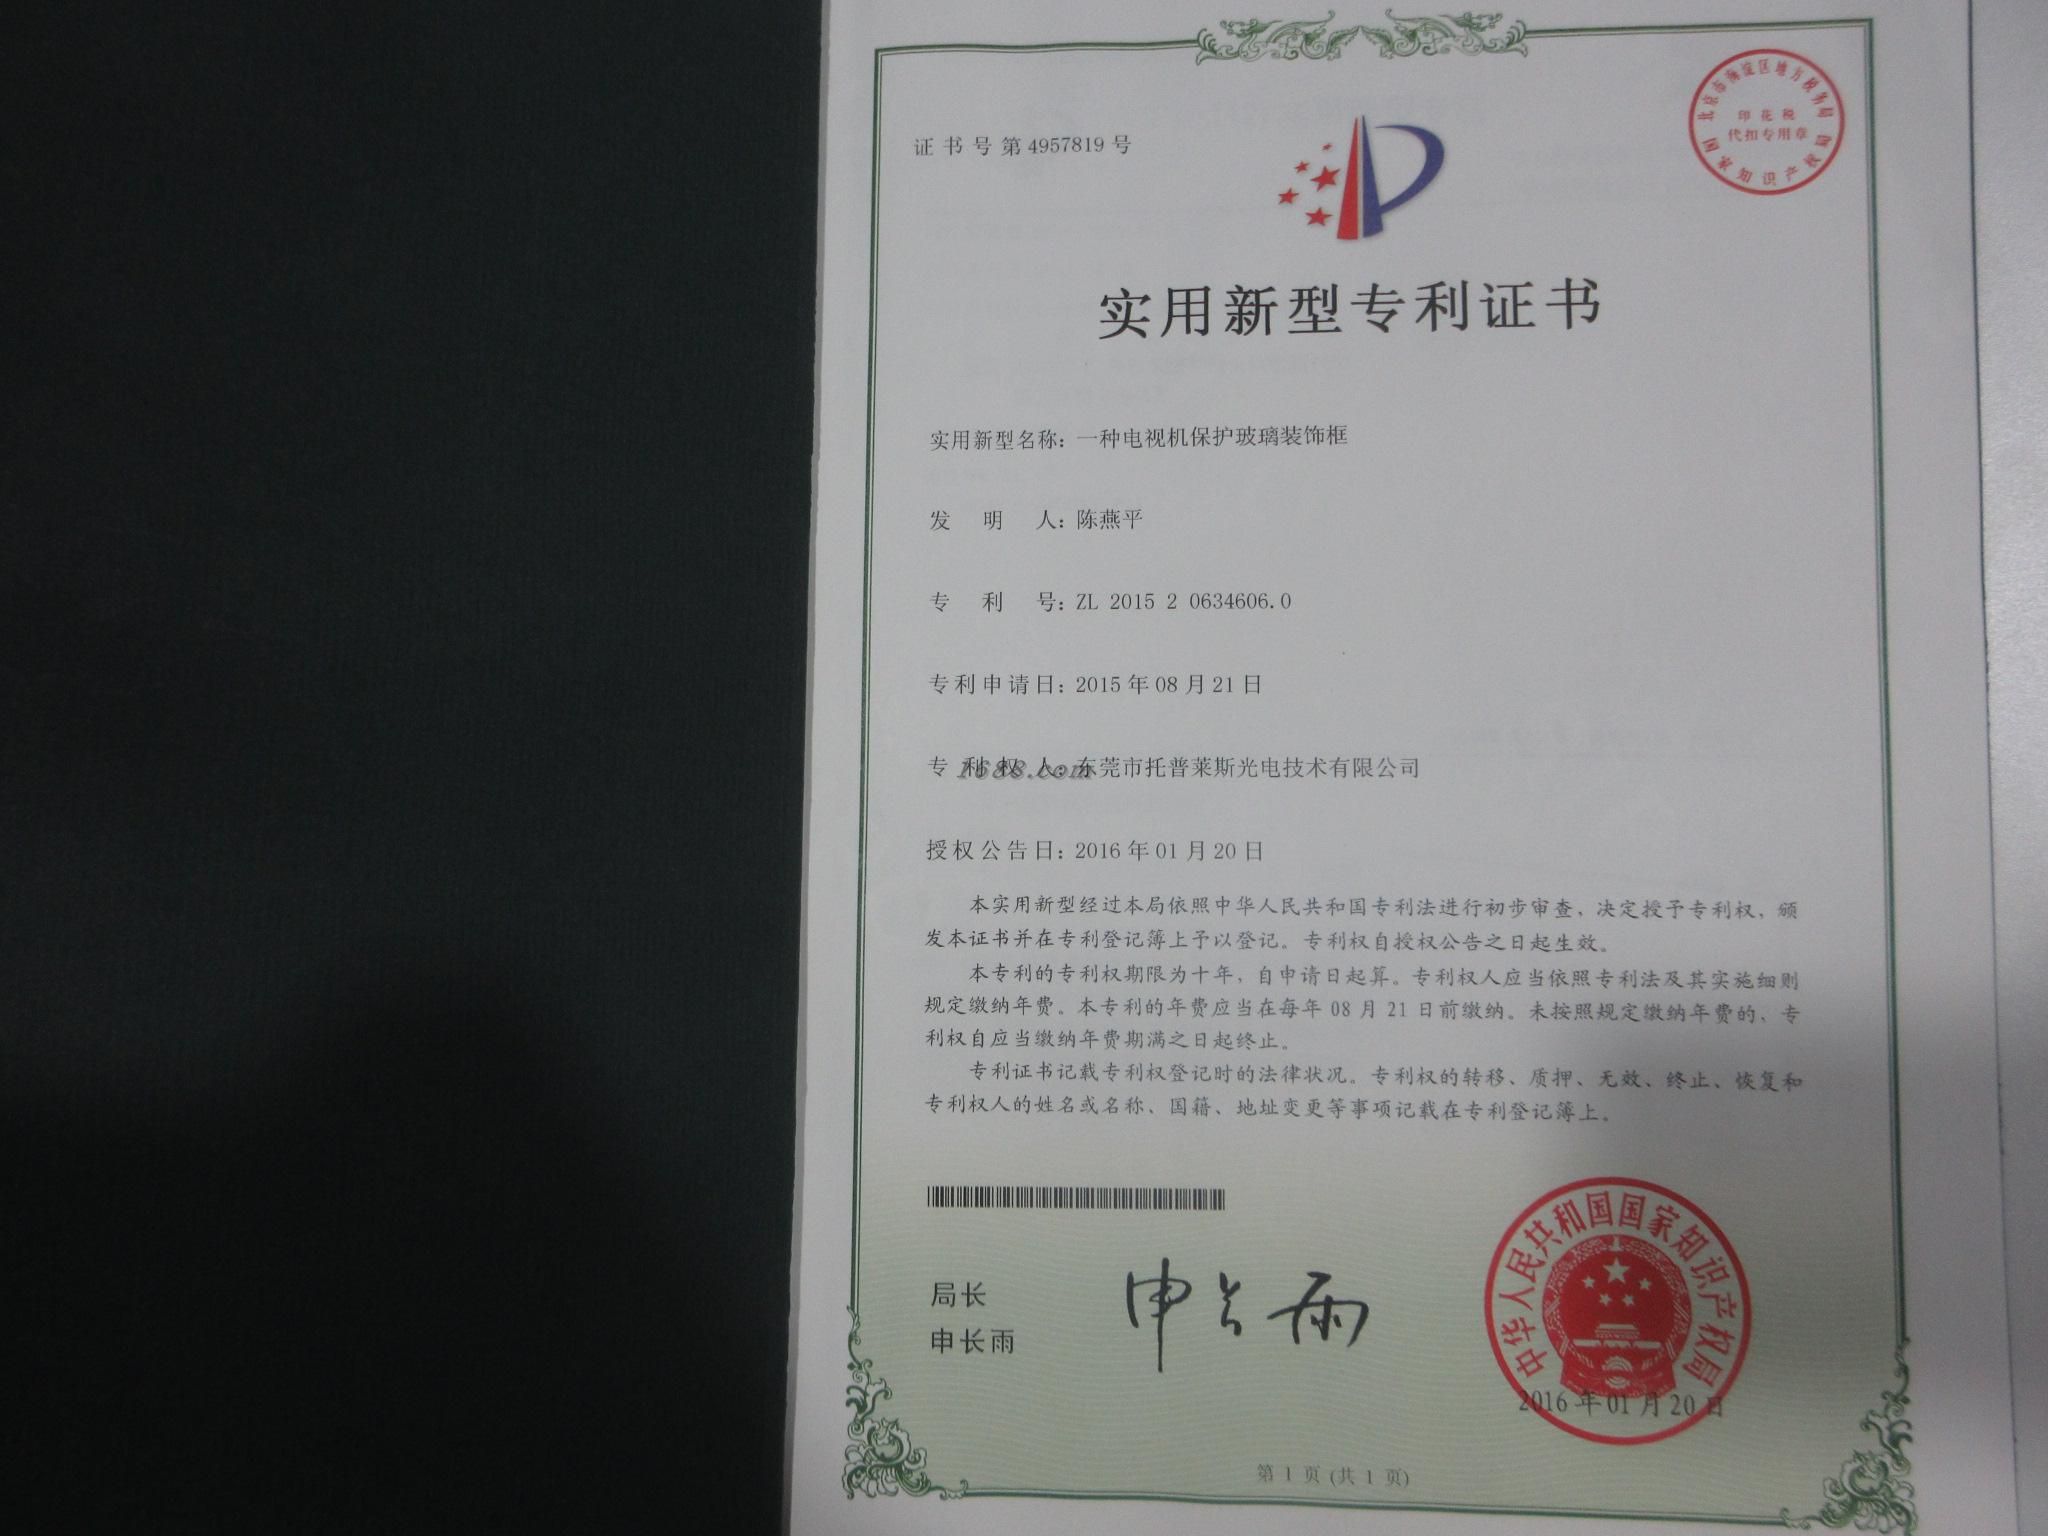 证书号第4957819号
北京市海淀区地方税务局
印花税
代扣专用章
国家知识产权局
实用新型专利证书
实用新型名称：一种电视机保护玻璃装饰框
发明人：陈燕平
专利号：ZL 2015 2 0634606.0
专利申请日：2015年08月21日
专利权人：东莞市托普莱斯光电技术有限公司
1688.com
授权公告日：2016年01月20日
本实用新型经过本局依照中华人民共和国专利法进行初步审查，决定授予专利权，颁
发本证书并在专利登记簿上予以登记。专利权自授权公告之日起生效。
本专利的专利权期限为十年，自申请日起算。专利权人应当依照专利法及其实施细则
规定缴纳年费。本专利的年费应当在每年08月21日前缴纳。未按照规定缴纳年费的，专
利权自应当缴纳年费期满之日起终止。
专利证书记载专利权登记时的法律状况。专利权的转移、质押、无效、终止、恢复和
专利权人的姓名或名称、国籍、地址变更等事项记载在专利登记簿上。
局长
申长雨
申长雨
中华人民共和国国家知识产权局
2016年01月20日
第1页(共1页)